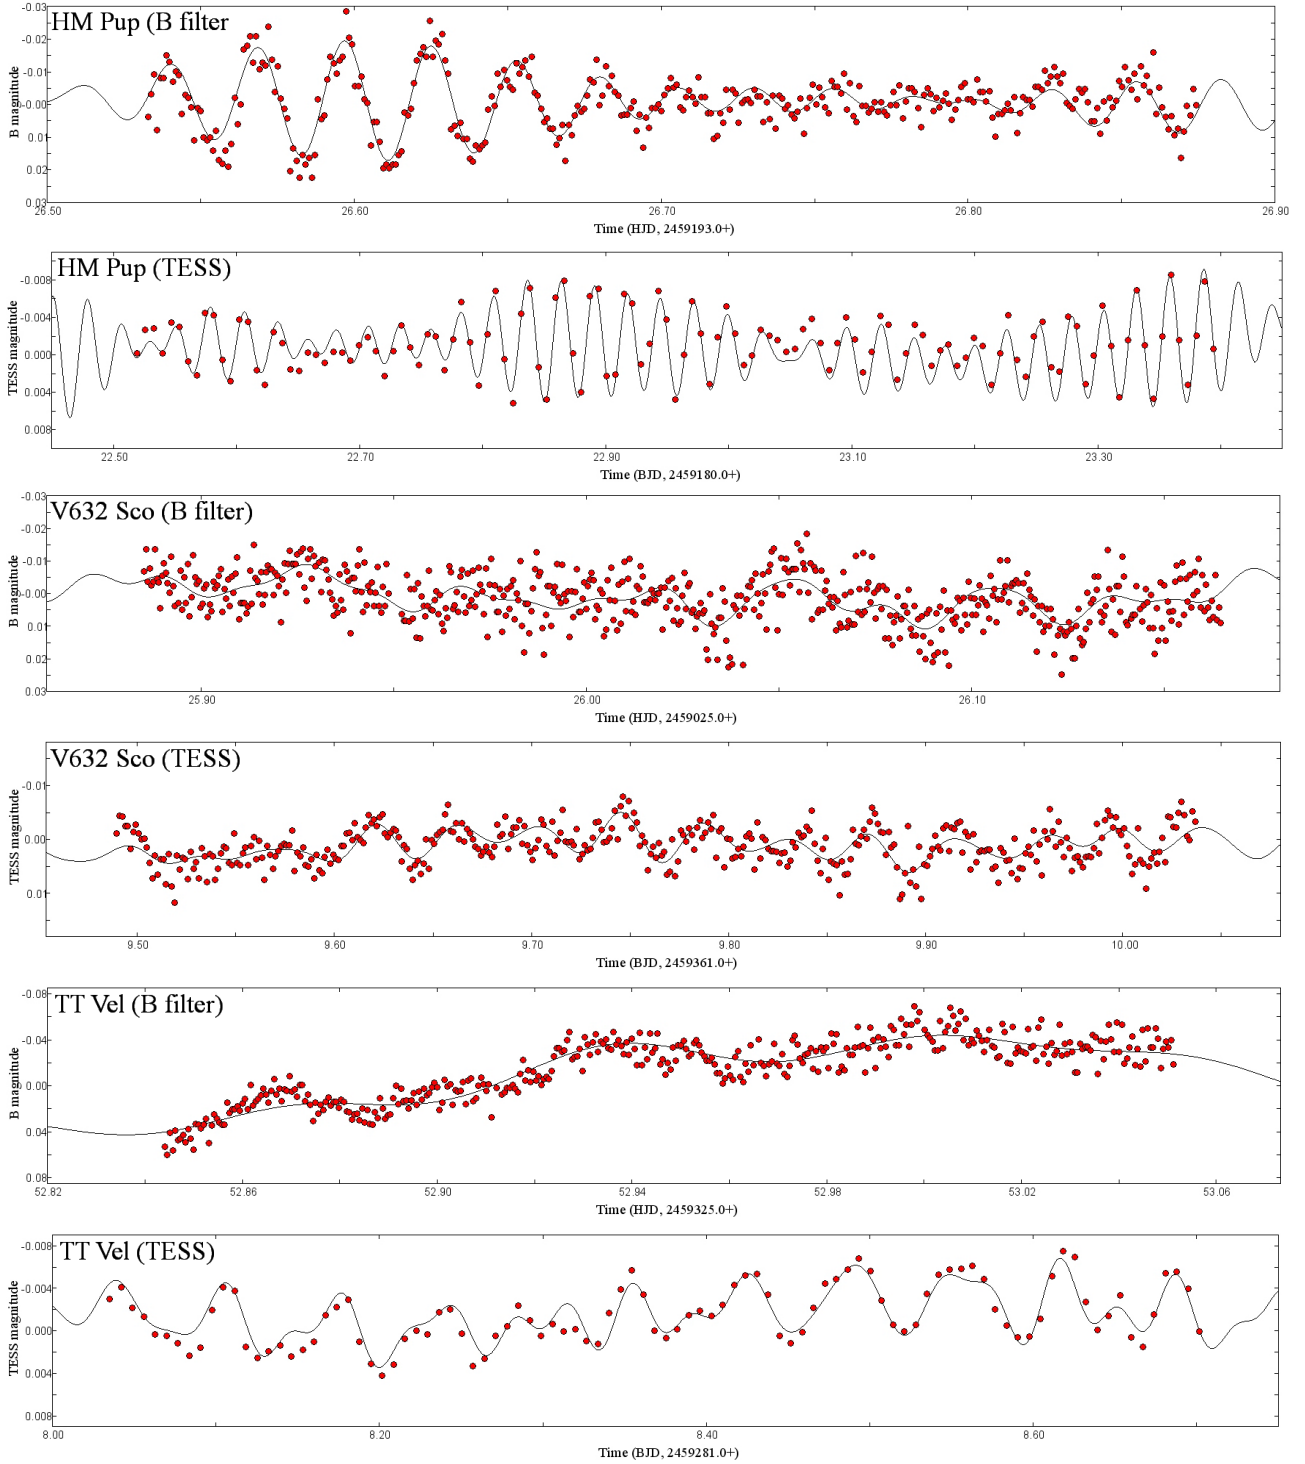 HM Pup (B filter
B magnitude
-0.03
-0.02
-0.01
-0.00
0.01
0.02
0.03
26.50 26.60 26.70 26.80 26.90
Time (HJD, 2459193.0+)
HM Pup (TESS)
TESS magnitude
-0.008
-0.004
0.000
0.004
0.008
22.50 22.70 22.90 23.10 23.30
Time (BJD, 2459180.0+)
V632 Sco (B filter)
B magnitude
-0.03
-0.02
-0.01
-0.00
0.01
0.02
0.03
25.90 26.00 26.10
Time (HJD, 2459025.0+)
V632 Sco (TESS)
TESS magnitude
-0.01
0.00
0.01
9.50 9.60 9.70 9.80 9.90 10.00
Time (BJD, 2459361.0+)
TT Vel (B filter)
B magnitude
-0.08
-0.04
0.00
0.04
0.08
52.82 52.86 52.90 52.94 52.98 53.02 53.06
Time (HJD, 2459325.0+)
TT Vel (TESS)
TESS magnitude
-0.008
-0.004
0.000
0.004
0.008
8.00 8.20 8.40 8.60
Time (BJD, 2459281.0+)